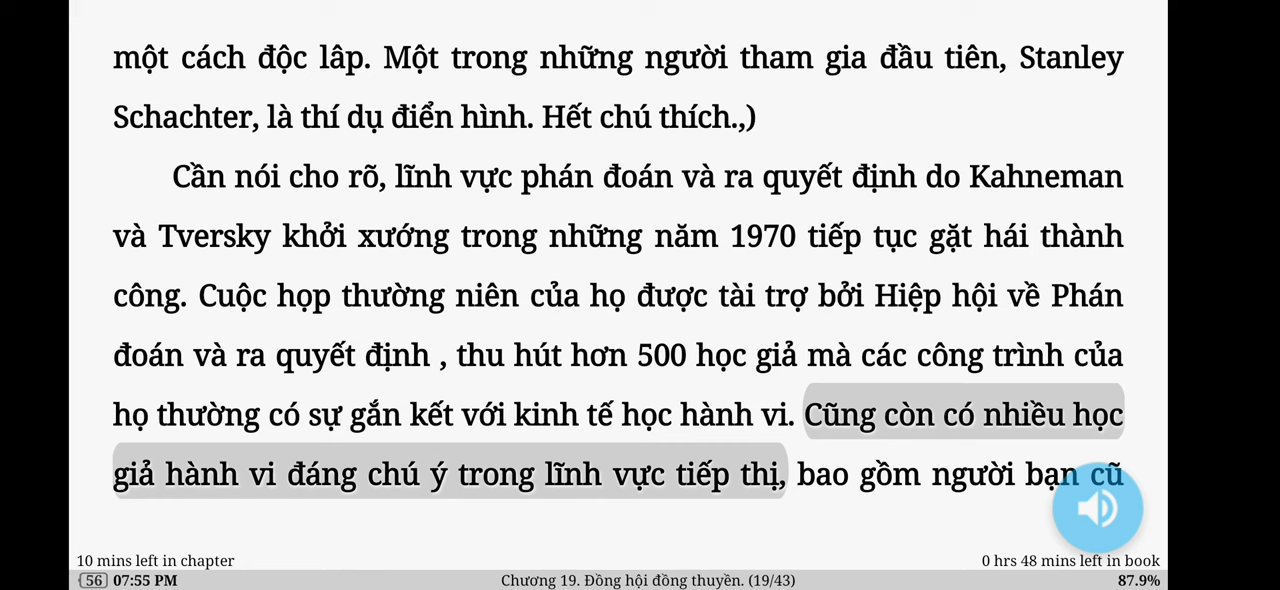 một cách độc lâp. Một trong những người tham gia đầu tiên, Stanley
Schachter, là thí dụ điển hình. Hết chú thích.,)
Cần nói cho rõ, lĩnh vực phán đoán và ra quyết định do Kahneman
và Tversky khởi xướng trong những năm 1970 tiếp tục gặt hái thành
công. Cuộc họp thường niên của họ được tài trợ bởi Hiệp hội về Phán
đoán và ra quyết định , thu hút hơn 500 học giả mà các công trình của
họ thường có sự gắn kết với kinh tế học hành vi. Cũng còn có nhiều học
giả hành vi đáng chú ý trong lĩnh vực tiếp thị, bao gồm người bạn cũ
10 mins left in chapter 0 hrs 48 mins left in book
56 07:55 PM Chương 19. Đồng hội đồng thuyền. (19/43) 87.9%